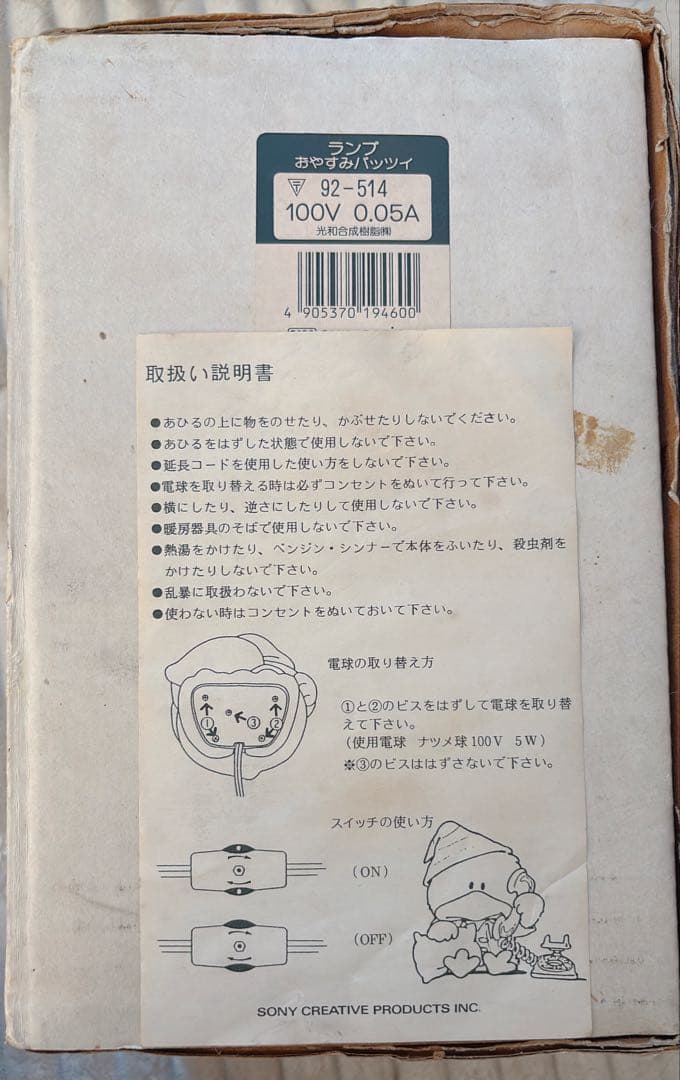 ランプ
おやすみパッツィ
92-514
100V 0.05A
光和合成樹脂㈱
4 905370 194600
取扱い説明書
●あひるの上に物をのせたり、かぶせたりしないでください。
●あひるをはずした状態で使用しないで下さい。
●延長コードを使用した使い方をしないで下さい。
●電球を取り替える時は必ずコンセントをぬいて行って下さい。
●横にしたり、逆さにしたりして使用しないで下さい。
●暖房器具のそばで使用しないで下さい。
●熱湯をかけたり、ベンジン・シンナーで本体をふいたり、殺虫剤を
かけたりしないで下さい。
●乱暴に取扱わないで下さい。
●使わない時はコンセントをぬいておいて下さい。
電球の取り替え方
①と②のビスをはずして電球を取り替
えて下さい。
(使用電球 ナツメ球100V 5W)
※③のビスははずさないで下さい。
① ③ ②
スイッチの使い方
(ON)
(OFF)
SONY CREATIVE PRODUCTS INC.